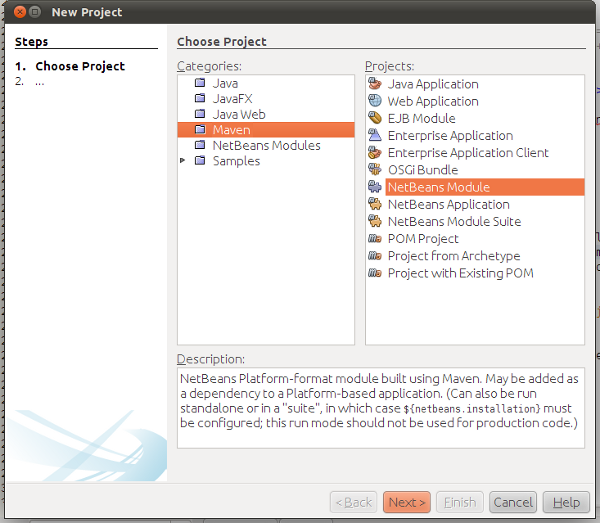 New Project
Steps
1. Choose Project
2. ...
Choose Project
Categories:
Java
JavaFX
Java Web
Maven
NetBeans Modules
Samples
Projects:
Java Application
Web Application
EJB Module
Enterprise Application
Enterprise Application Client
OSGi Bundle
NetBeans Module
NetBeans Application
NetBeans Module Suite
POM Project
Project from Archetype
Project with Existing POM
Description:
NetBeans Platform-format module built using Maven. May be added as
a dependency to a Platform-based application. (Can also be run
standalone or in a "suite", in which case ${netbeans.installation} must
be configured; this run mode should not be used for production code.)
< Back
Next >
Finish
Cancel
Help